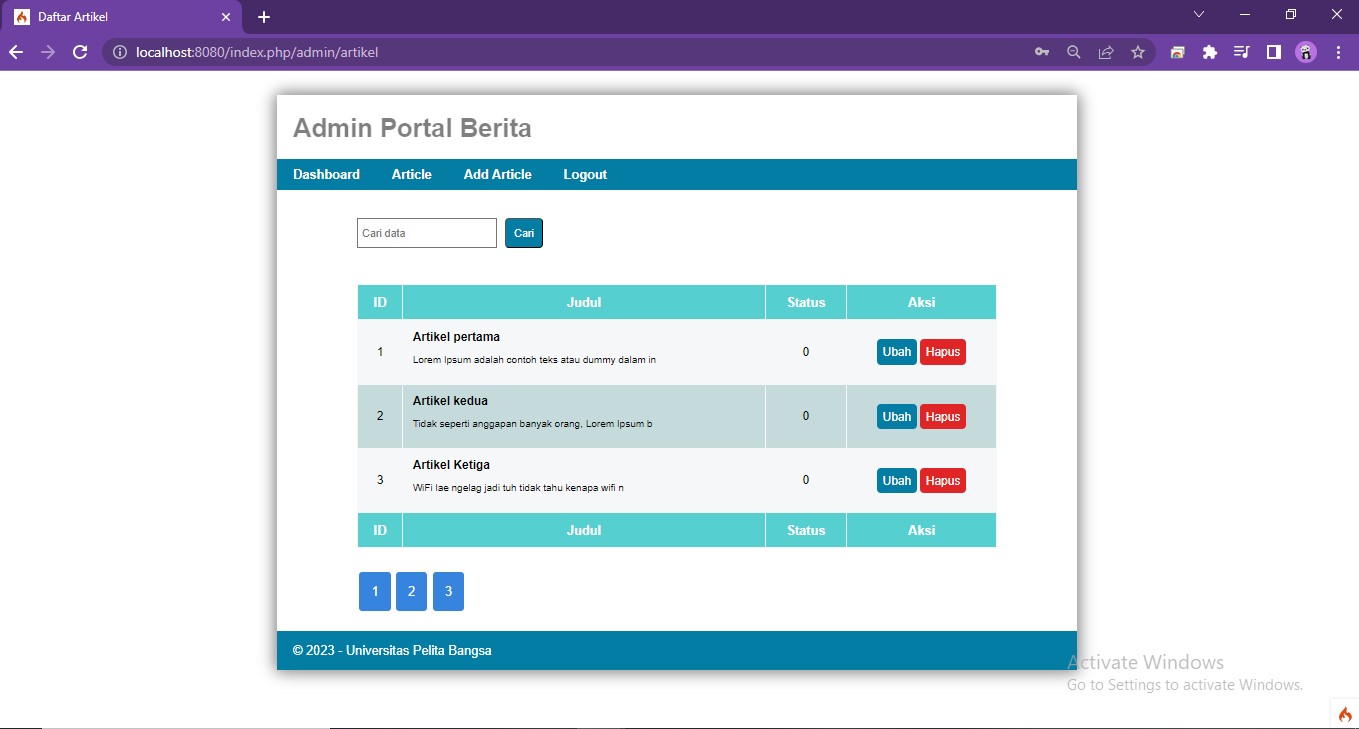 Daftar Artikel
localhost:8080/index.php/admin/artikel
Admin Portal Berita
Dashboard Article Add Article Logout
Cari data Cari
ID Judul Status Aksi
1 Artikel pertama 0 Ubah Hapus
Lorem Ipsum adalah contoh teks atau dummy dalam in
2 Artikel kedua 0 Ubah Hapus
Tidak seperti anggapan banyak orang, Lorem Ipsum b
3 Artikel Ketiga 0 Ubah Hapus
WiFi lae ngelag jadi tuh tidak tahu kenapa wifi n
ID Judul Status Aksi
1 2 3
© 2023 - Universitas Pelita Bangsa
Activate Windows
Go to Settings to activate Windows.